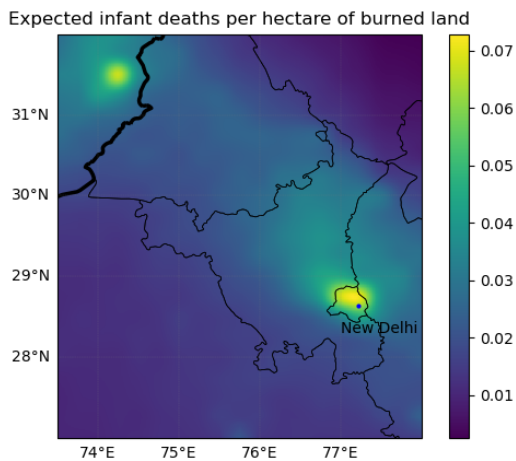 Expected infant deaths per hectare of burned land
31°N
30°N
29°N
28°N
74°E
75°E
76°E
77°E
New Delhi
0.07
0.06
0.05
0.04
0.03
0.02
0.01